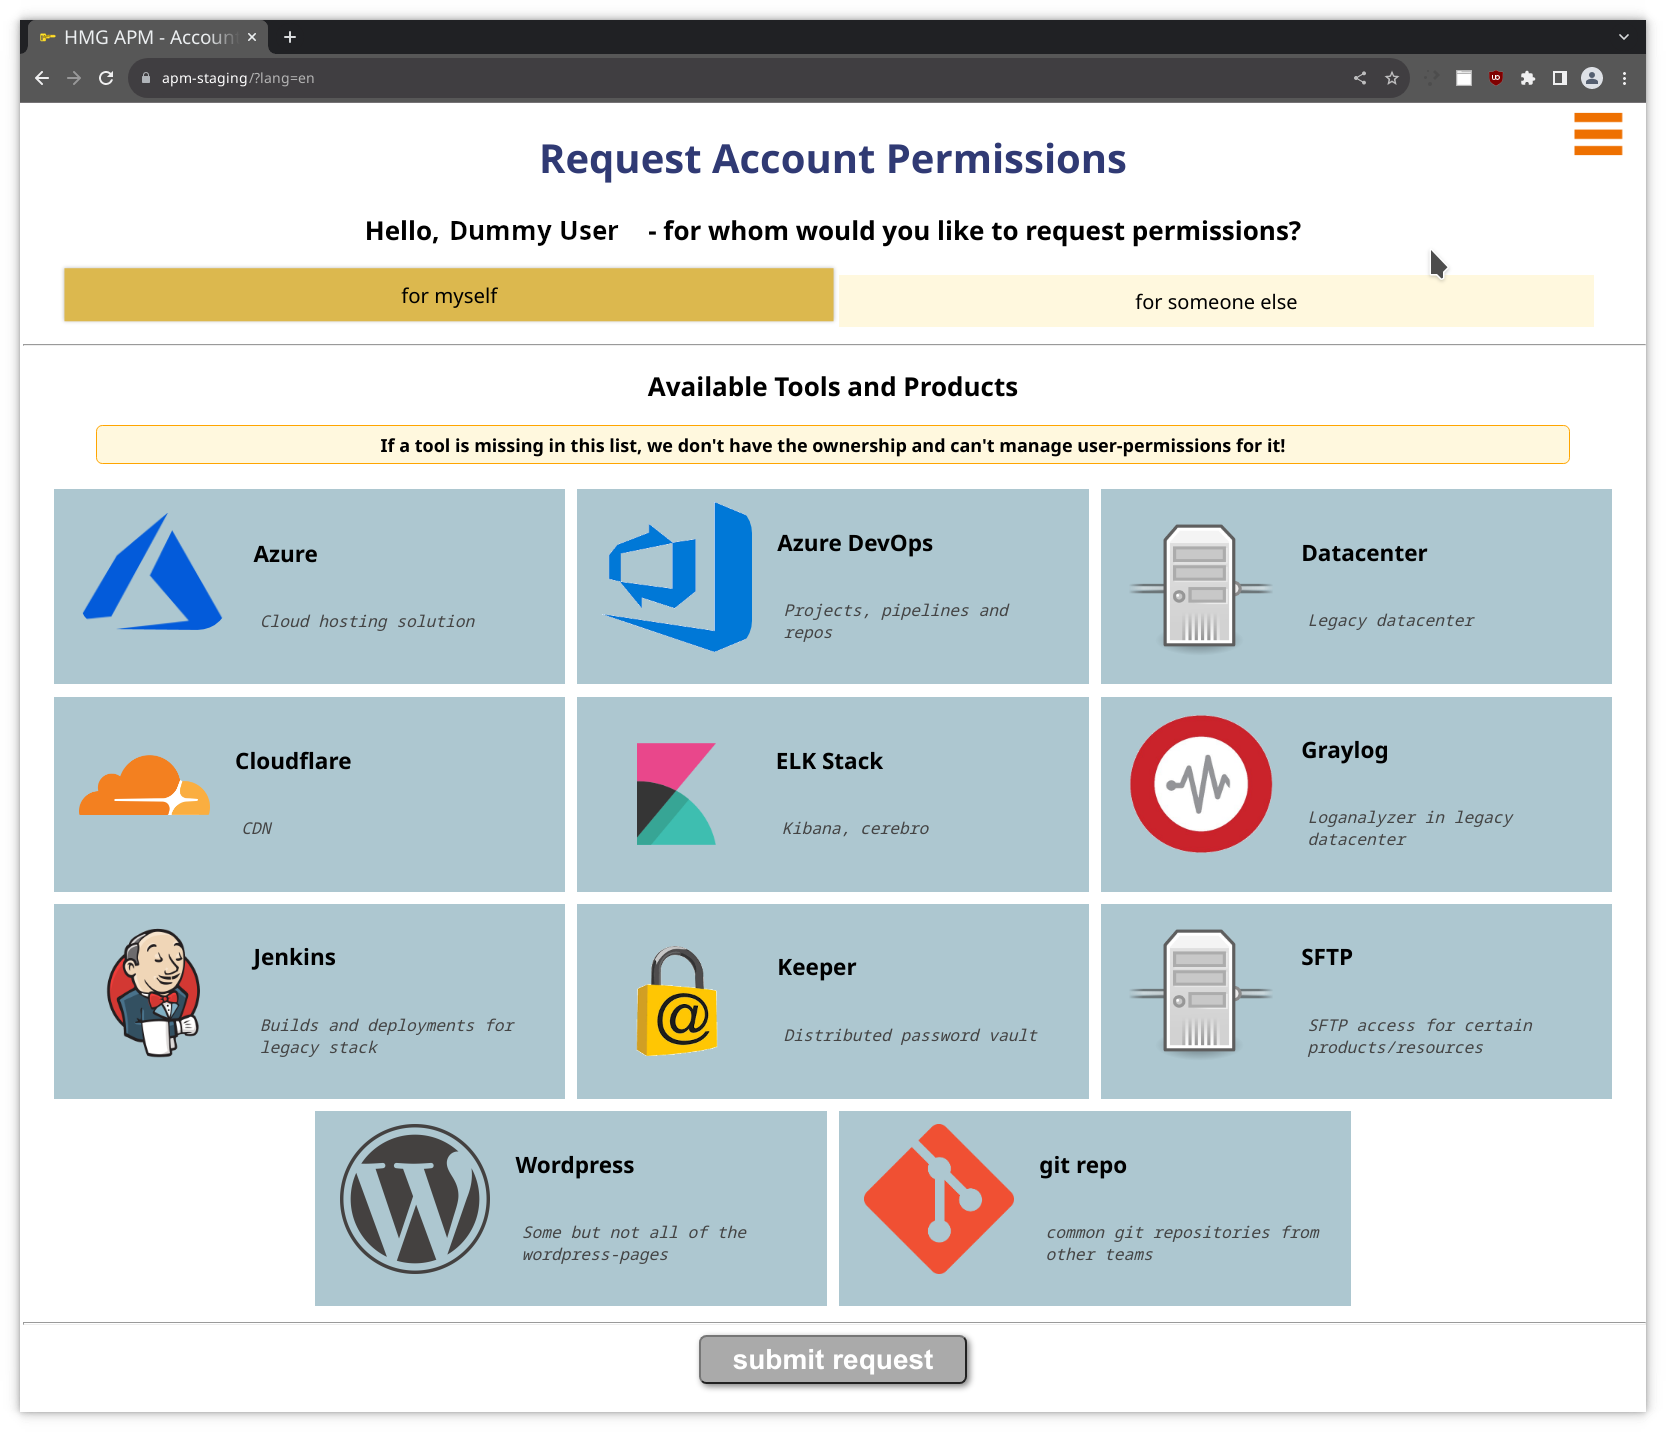 HMG APM - Accoun
apm-staging/?lang=en
Request Account Permissions
Hello, Dummy User - for whom would you like to request permissions?
for myself
for someone else
Available Tools and Products
If a tool is missing in this list, we don't have the ownership and can't manage user-permissions for it!
Azure
Cloud hosting solution
Azure DevOps
Projects, pipelines and
repos
Datacenter
Legacy datacenter
Cloudflare
CDN
ELK Stack
Kibana, cerebro
Graylog
Loganalyzer in legacy
datacenter
Jenkins
Builds and deployments for
legacy stack
@
Keeper
Distributed password vault
SFTP
SFTP access for certain
products/resources
Wordpress
Some but not all of the
wordpress-pages
git repo
common git repositories from
other teams
submit request